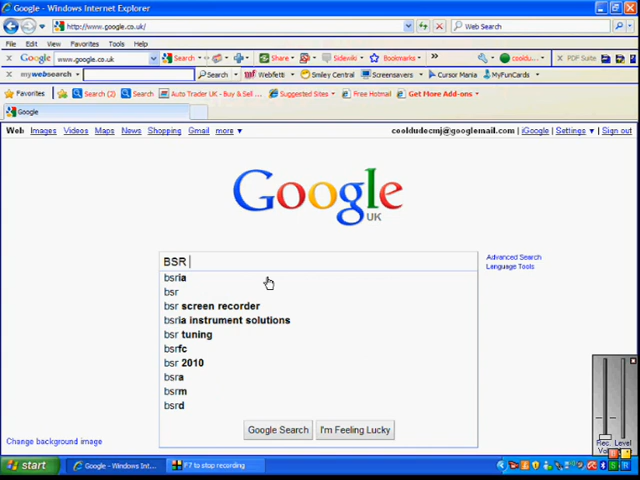 Google - Windows Internet Explorer
http://www.google.co.uk/
Web Search
File Edit View Favorites Tools Help
Google www.google.co.uk Search Share Sidewiki Bookmarks » cooldu... PDF Suite
mywebsearch Search Webfetti Smiley Central Screensavers Cursor Mania MyFunCards
Favorites Search (2) Search Auto Trader UK - Buy & Sell ... Suggested Sites Free Hotmail Get More Add-ons
Google
Web Images Videos Maps News Shopping Gmail more
cooldudecmj@googlemail.com | iGoogle | Settings | Sign out
Google
UK
BSR
Advanced Search
Language Tools
bsria
bsr
bsr screen recorder
bsria instrument solutions
bsr tuning
bsrfc
bsr 2010
bsra
bsrm
bsrd
Google Search I'm Feeling Lucky
Change background image
Rec. Level
start Google - Windows Int... F7 to stop recording